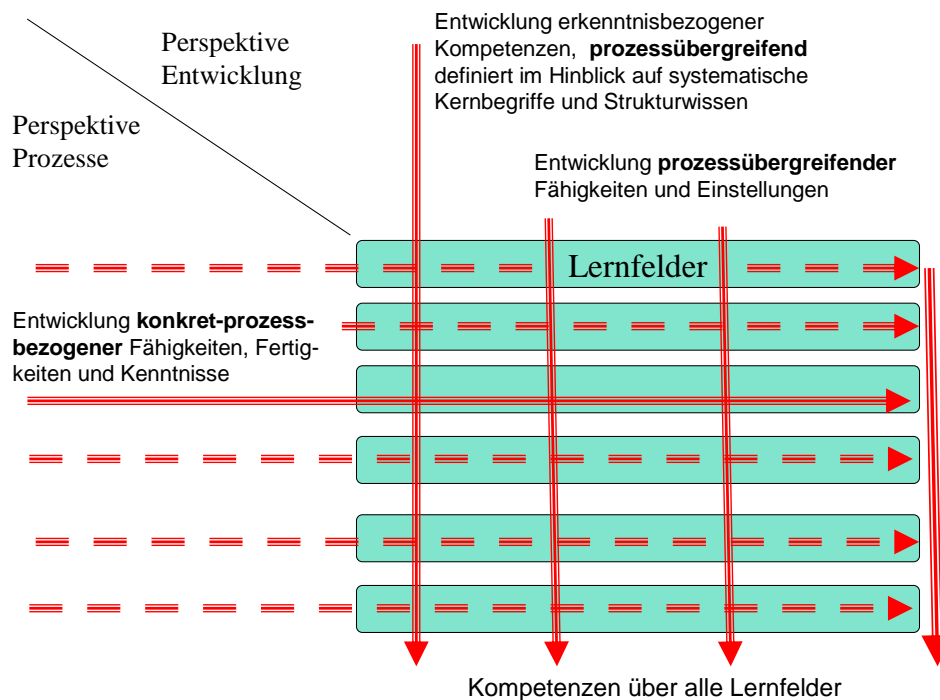 Perspektive
Entwicklung
Perspektive
Prozesse
Entwicklung erkenntnisbezogener
Kompetenzen, prozessübergreifend
definiert im Hinblick auf systematische
Kernbegriffe und Strukturwissen
Entwicklung prozessübergreifender
Fähigkeiten und Einstellungen
Lernfelder
Entwicklung konkret-prozess-
bezogener Fähigkeiten, Fertig-
keiten und Kenntnisse
Kompetenzen über alle Lernfelder